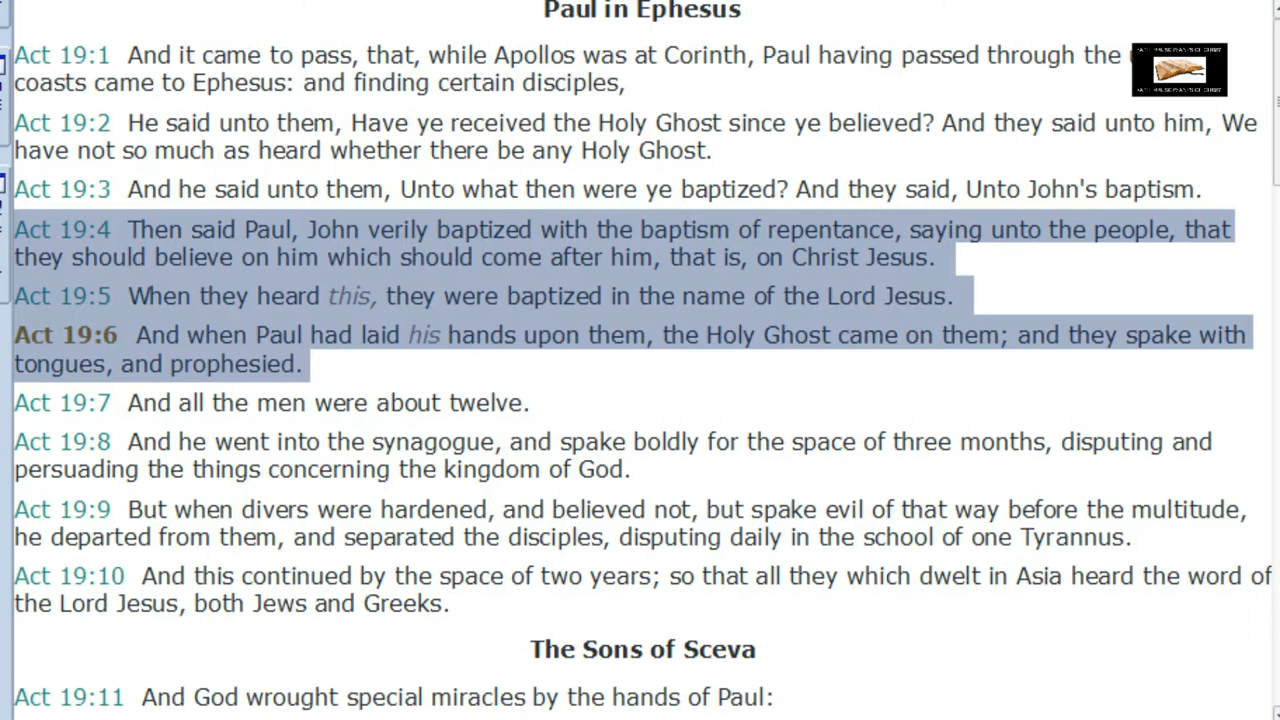 Paul in Ephesus
Act 19:1 And it came to pass, that, while Apollos was at Corinth, Paul having passed through the
coasts came to Ephesus: and finding certain disciples,
Act 19:2 He said unto them, Have ye received the Holy Ghost since ye believed? And they said unto him, We
have not so much as heard whether there be any Holy Ghost.
Act 19:3 And he said unto them, Unto what then were ye baptized? And they said, Unto John's baptism.
Act 19:4 Then said Paul, John verily baptized with the baptism of repentance, saying unto the people, that
they should believe on him which should come after him, that is, on Christ Jesus.
Act 19:5 When they heard this, they were baptized in the name of the Lord Jesus.
Act 19:6 And when Paul had laid his hands upon them, the Holy Ghost came on them; and they spake with
tongues, and prophesied.
Act 19:7 And all the men were about twelve.
Act 19:8 And he went into the synagogue, and spake boldly for the space of three months, disputing and
persuading the things concerning the kingdom of God.
Act 19:9 But when divers were hardened, and believed not, but spake evil of that way before the multitude,
he departed from them, and separated the disciples, disputing daily in the school of one Tyrannus.
Act 19:10 And this continued by the space of two years; so that all they which dwelt in Asia heard the word of
the Lord Jesus, both Jews and Greeks.
The Sons of Sceva
Act 19:11 And God wrought special miracles by the hands of Paul: